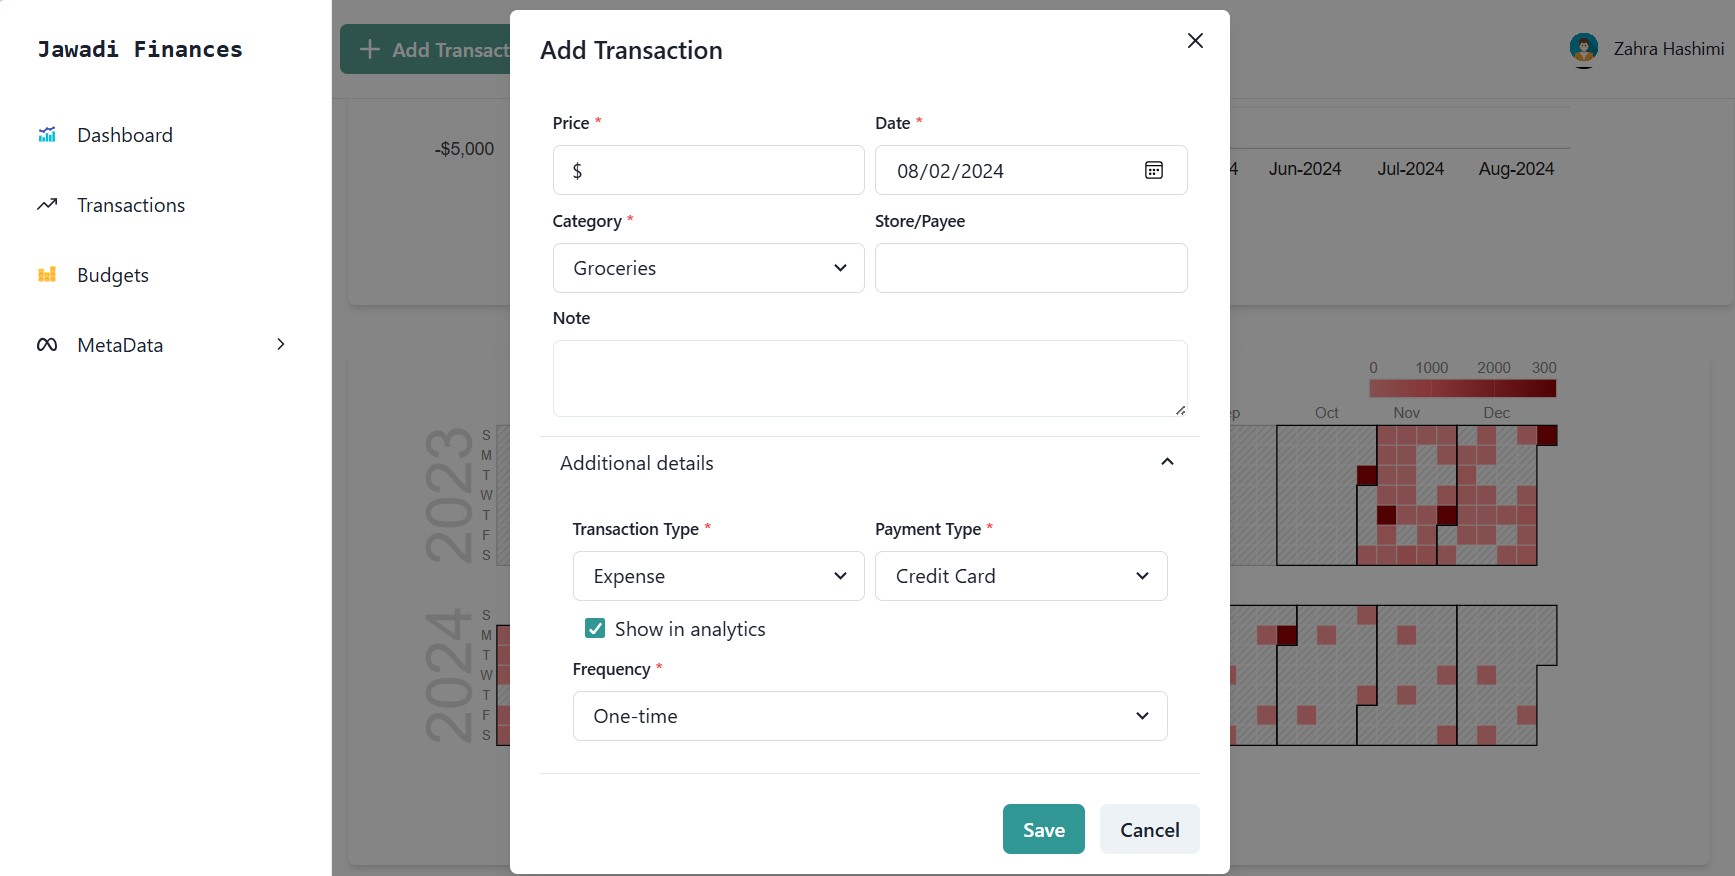 Jawadi Finances
Dashboard
Transactions
Budgets
MetaData
Add Transact
Zahra Hashimi
-$5,000
4
Jun-2024
Jul-2024
Aug-2024
0
1000
2000
300
p
Oct
Nov
Dec
2023
S
M
T
W
T
F
S
2024
S
M
T
W
T
F
S
Add Transaction
Price *
Date *
$
08/02/2024
Category *
Store/Payee
Groceries
Note
Additional details
Transaction Type *
Payment Type *
Expense
Credit Card
Show in analytics
Frequency *
One-time
Save
Cancel